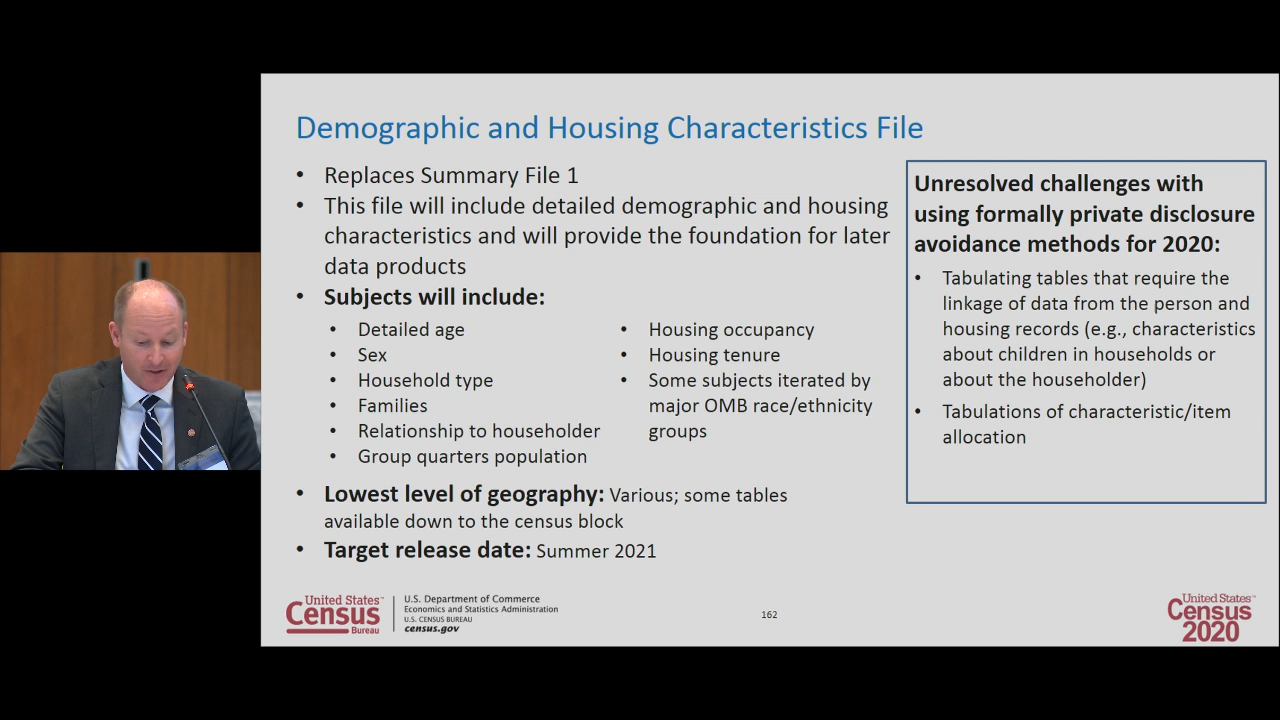 Demographic and Housing Characteristics File
• Replaces Summary File 1
• This file will include detailed demographic and housing
characteristics and will provide the foundation for later
data products
• Subjects will include:
• Detailed age
• Sex
• Household type
• Families
• Relationship to householder
• Group quarters population
• Housing occupancy
• Housing tenure
• Some subjects iterated by
major OMB race/ethnicity
groups
• Lowest level of geography: Various; some tables
available down to the census block
• Target release date: Summer 2021
Unresolved challenges with
using formally private disclosure
avoidance methods for 2020:
• Tabulating tables that require the
linkage of data from the person and
housing records (e.g., characteristics
about children in households or
about the householder)
• Tabulations of characteristic/item
allocation
United States™
Census
Bureau
U.S. Department of Commerce
Economics and Statistics Administration
U.S. CENSUS BUREAU
census.gov
162
United States™
Census
2020